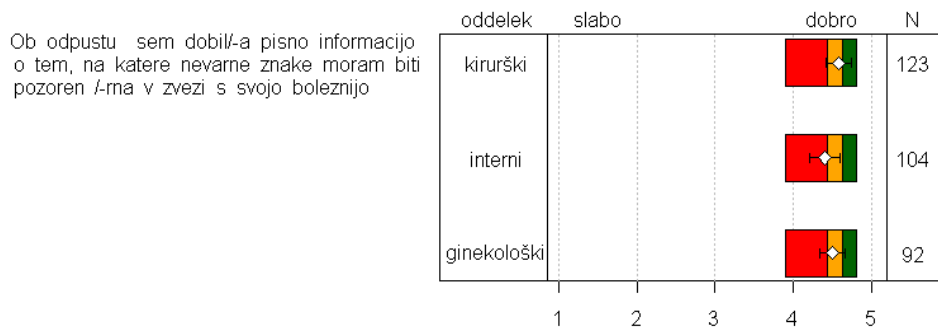 oddelek slabo dobro N
Ob odpustu sem dobil/-a pisno informacijo
o tem, na katere nevarne znake moram biti
pozoren /-rna v zvezi s svojo boleznijo
kirurški 123
interni 104
ginekološki 92
1 2 3 4 5